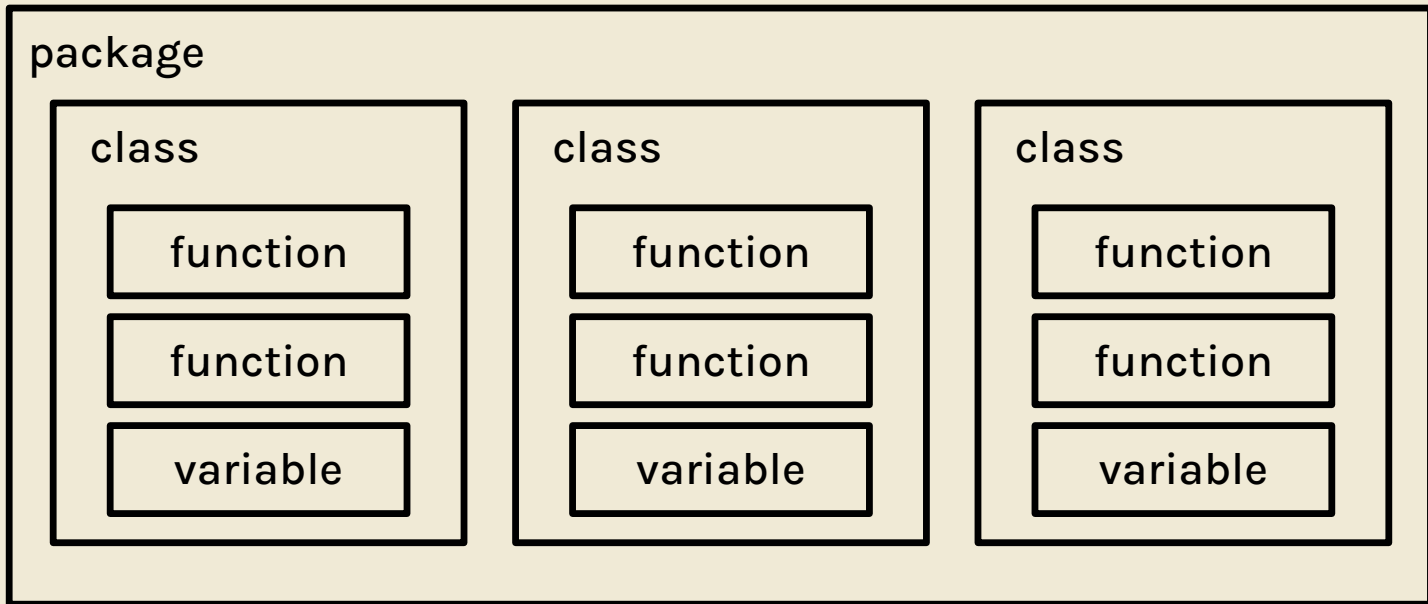 package
class
function
function
variable
class
function
function
variable
class
function
function
variable